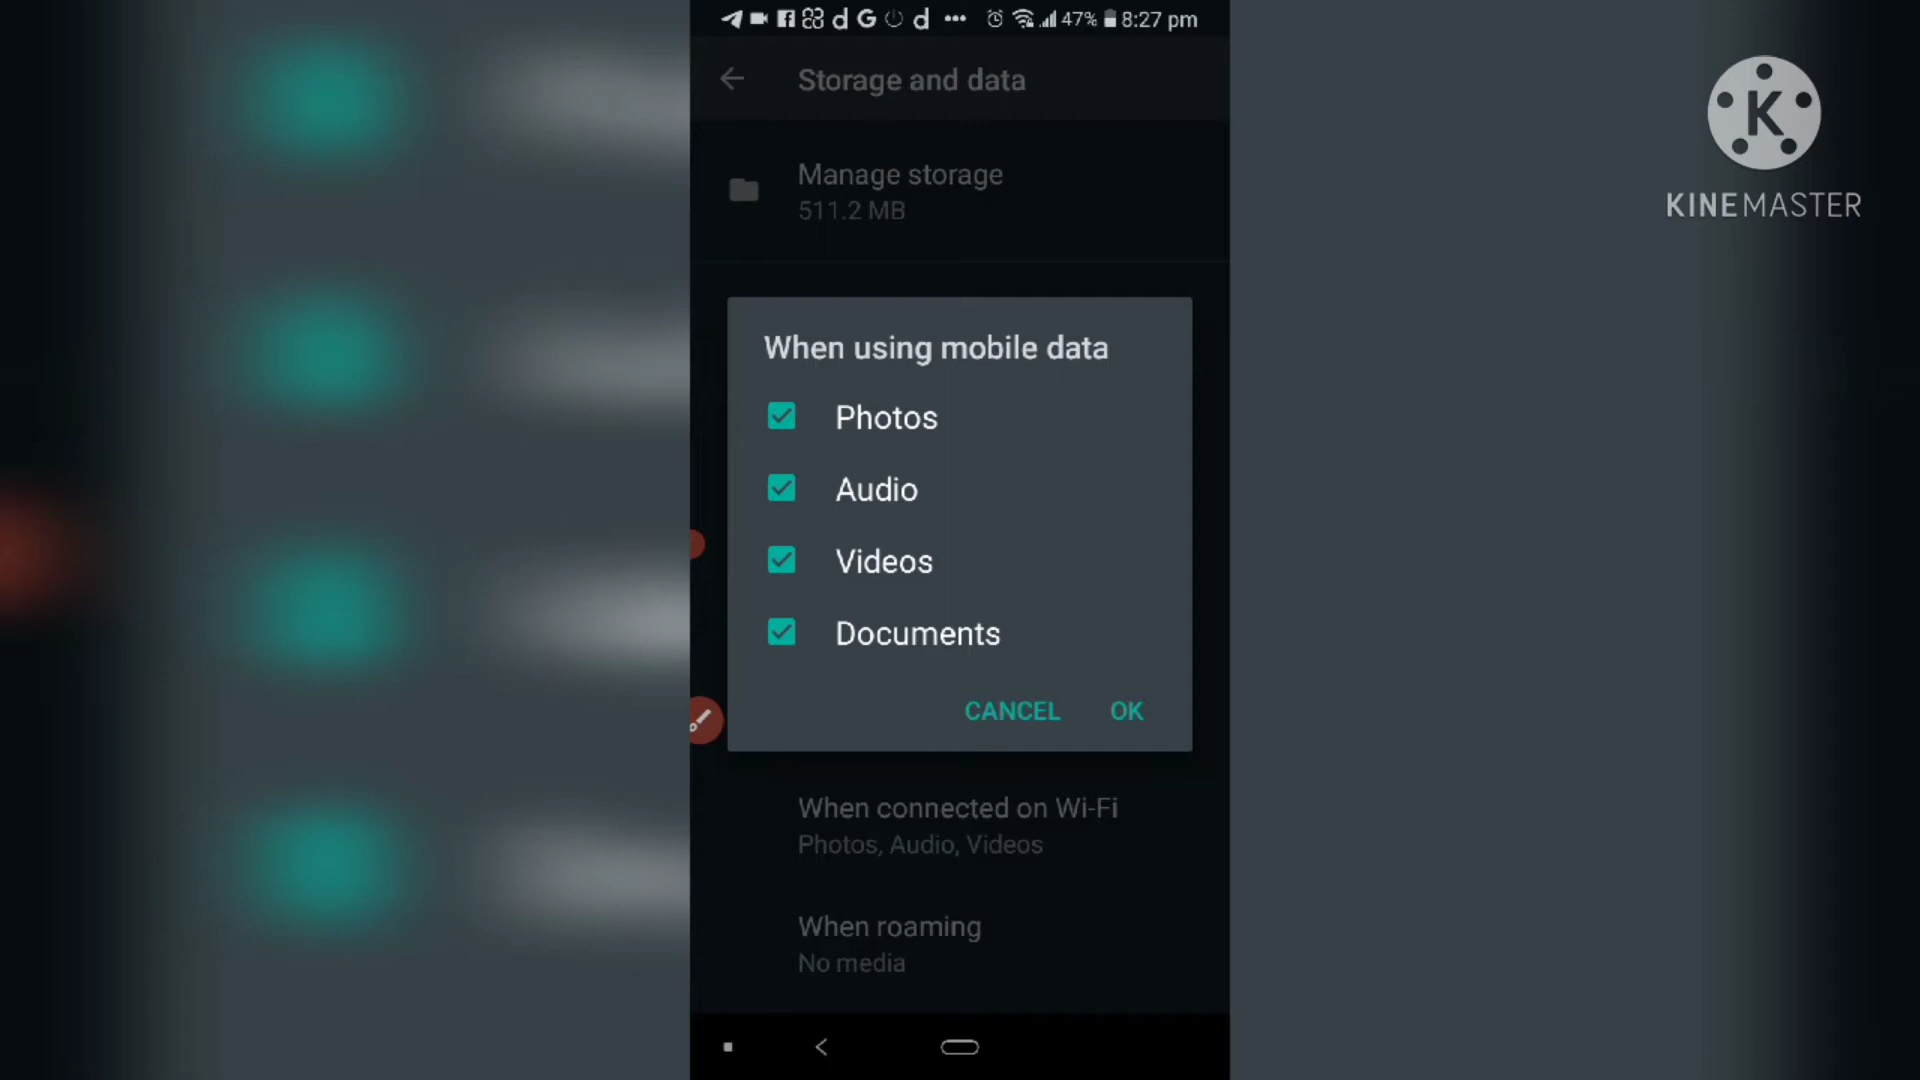 47% 8:27 pm
Storage and data
Manage storage
511.2 MB
When using mobile data
Photos
Audio
Videos
Documents
CANCEL OK
When connected on Wi-Fi
Photos, Audio, Videos
When roaming
No media
K
KINEMASTER